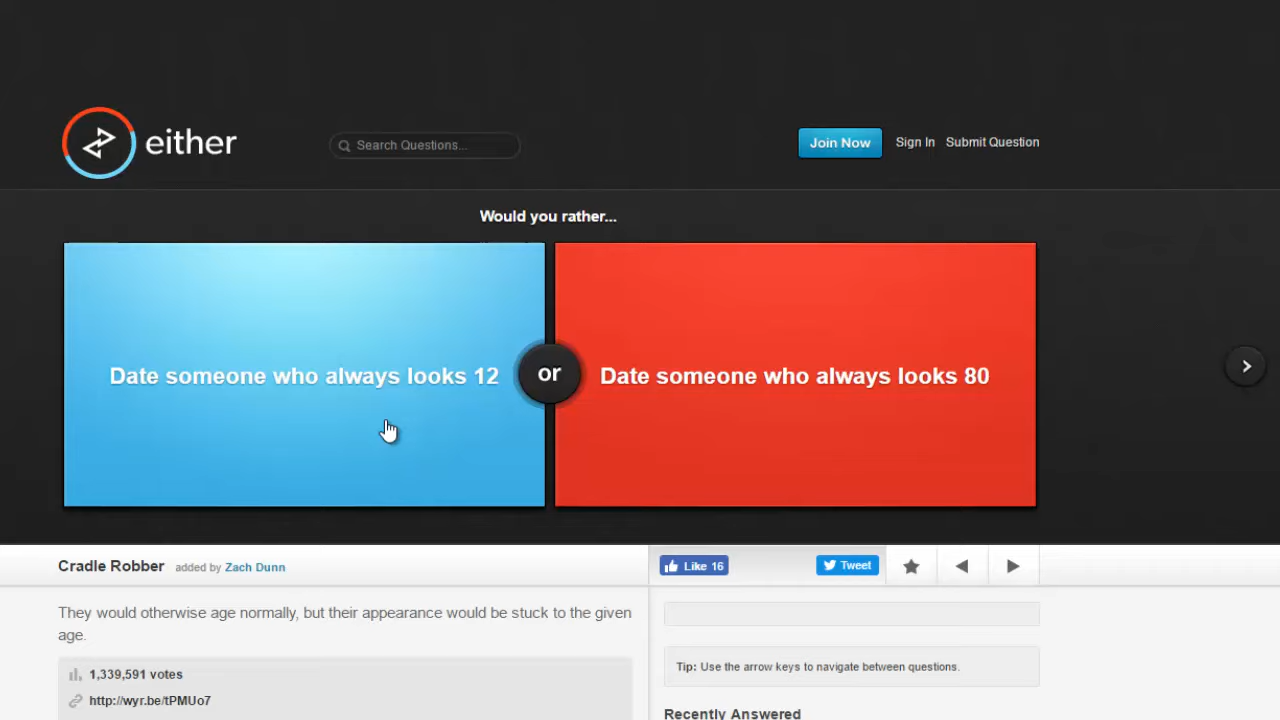 either
Search Questions...
Join Now
Sign In
Submit Question
Would you rather...
Date someone who always looks 12
or
Date someone who always looks 80
Cradle Robber
added by Zach Dunn
Like 16
Tweet
They would otherwise age normally, but their appearance would be stuck to the given
age.
1,339,591 votes
http://wyr.be/tPMUo7
Tip: Use the arrow keys to navigate between questions.
Recently Answered